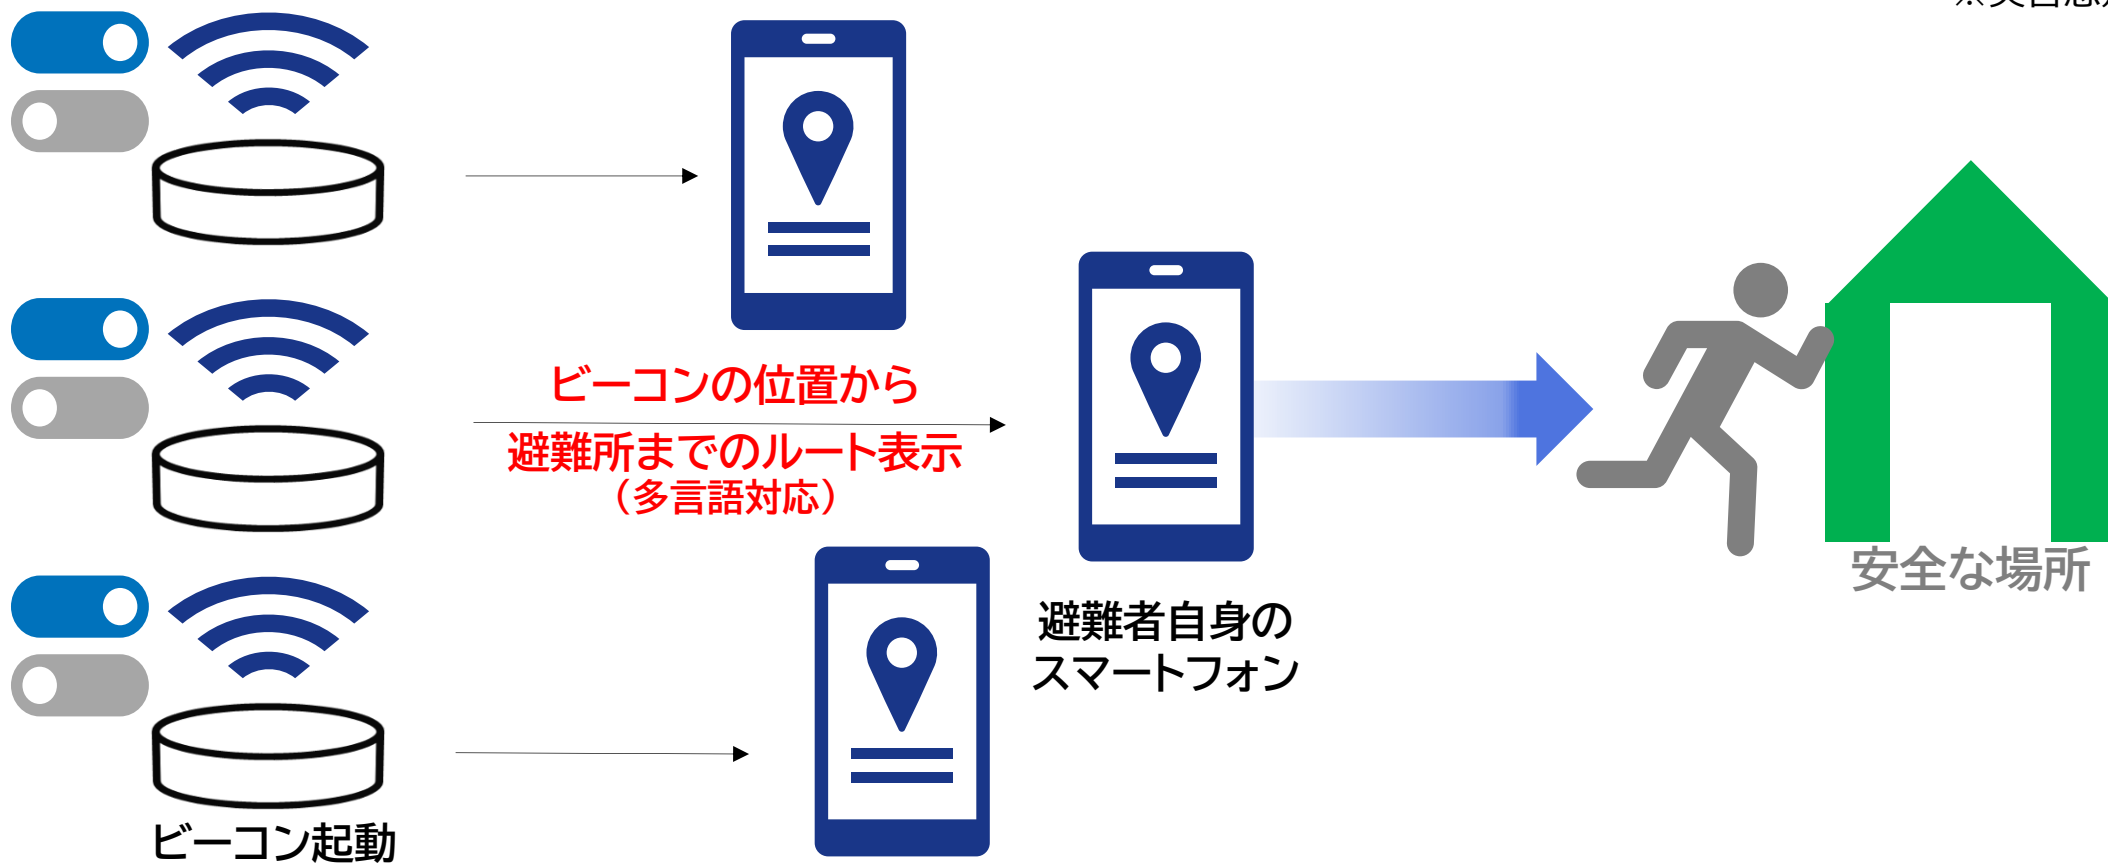 ビーコンの位置から
避難所までのルート表示
（多言語対応）
安全な場所
避難者自身の
スマートフォン
ビーコン起動